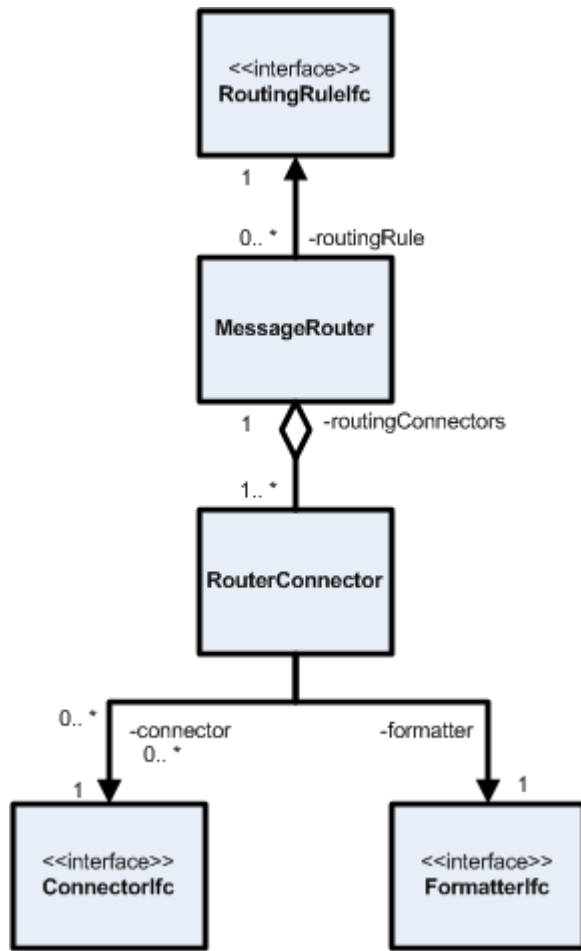 <<interface>>
RoutingRuleIfc
1
0.. *
-routingRule
MessageRouter
1
-routingConnectors
1.. *
RouterConnector
0.. *
-connector
0.. *
-formatter
1
1
<<interface>>
ConnectorIfc
<<interface>>
FormatterIfc